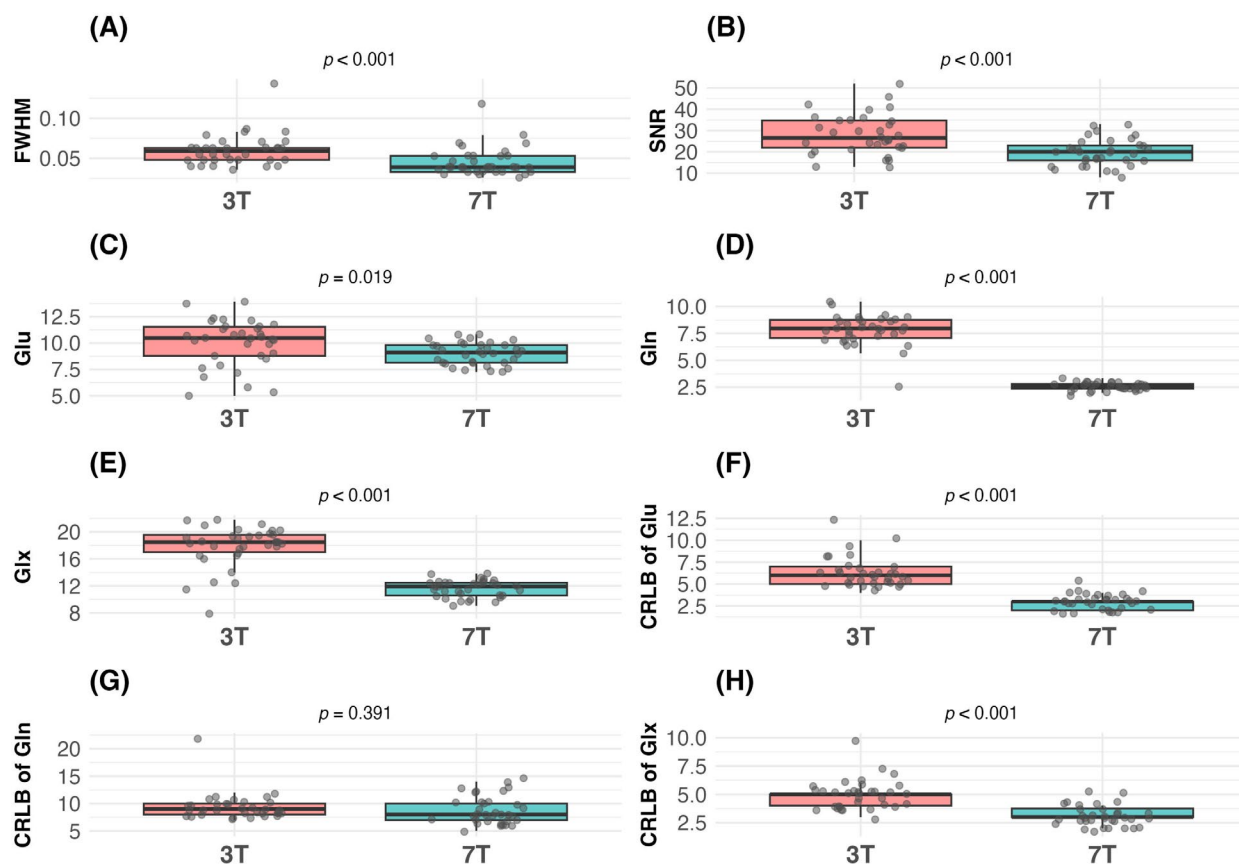 (A)
p < 0.001
FWHM
0.10
0.05
3T 7T
(B)
p < 0.001
SNR
50
40
30
20
10
3T 7T
(C)
p = 0.019
Glu
12.5
10.0
7.5
5.0
3T 7T
(D)
p < 0.001
Gln
10.0
7.5
5.0
2.5
3T 7T
(E)
p < 0.001
Glx
20
16
12
8
3T 7T
(F)
p < 0.001
CRLB of Glu
12.5
10.0
7.5
5.0
2.5
3T 7T
(G)
p = 0.391
CRLB of Gln
20
15
10
5
3T 7T
(H)
p < 0.001
CRLB of Glx
10.0
7.5
5.0
2.5
3T 7T